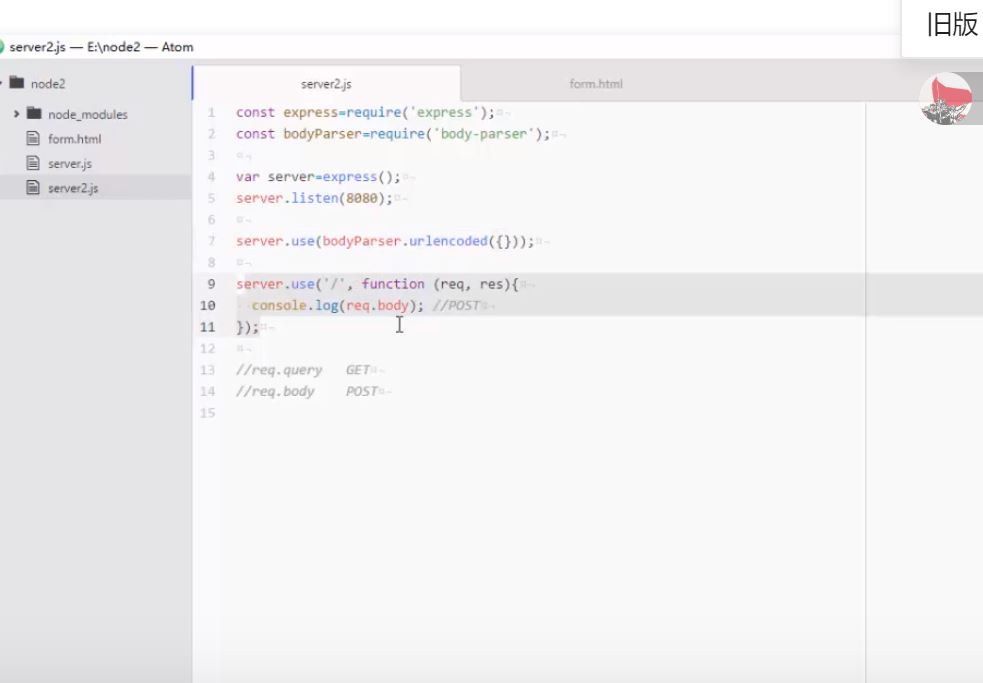 旧版
server2.js — E:\node2 — Atom
node2
node_modules
form.html
server.js
server2.js
server2.js
form.html
1 const express=require('express');
2 const bodyParser=require('body-parser');
3
4 var server=express();
5 server.listen(8080);
6
7 server.use(bodyParser.urlencoded({}));
8
9 server.use('/', function (req, res){
10 console.log(req.body); //POST
11 });
12
13 //req.query GET
14 //req.body POST
15